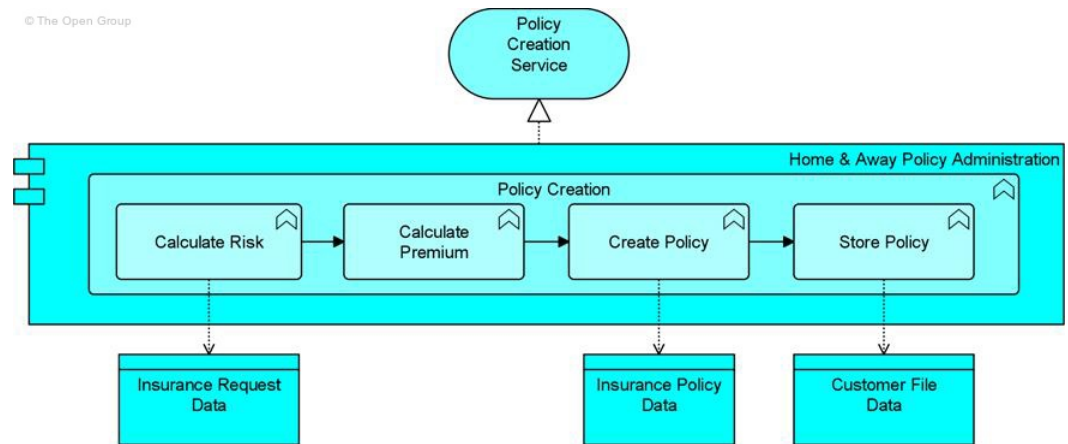 © The Open Group
Policy
Creation
Service
Home & Away Policy Administration
Policy Creation
Calculate Risk
Calculate
Premium
Create Policy
Store Policy
Insurance Request
Data
Insurance Policy
Data
Customer File
Data